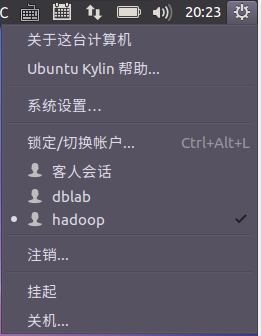 C 20:23
关于这台计算机
Ubuntu Kylin 帮助...
系统设置...
锁定/切换帐户... Ctrl+Alt+L
客人会话
dblab
hadoop
注销...
挂起
关机...